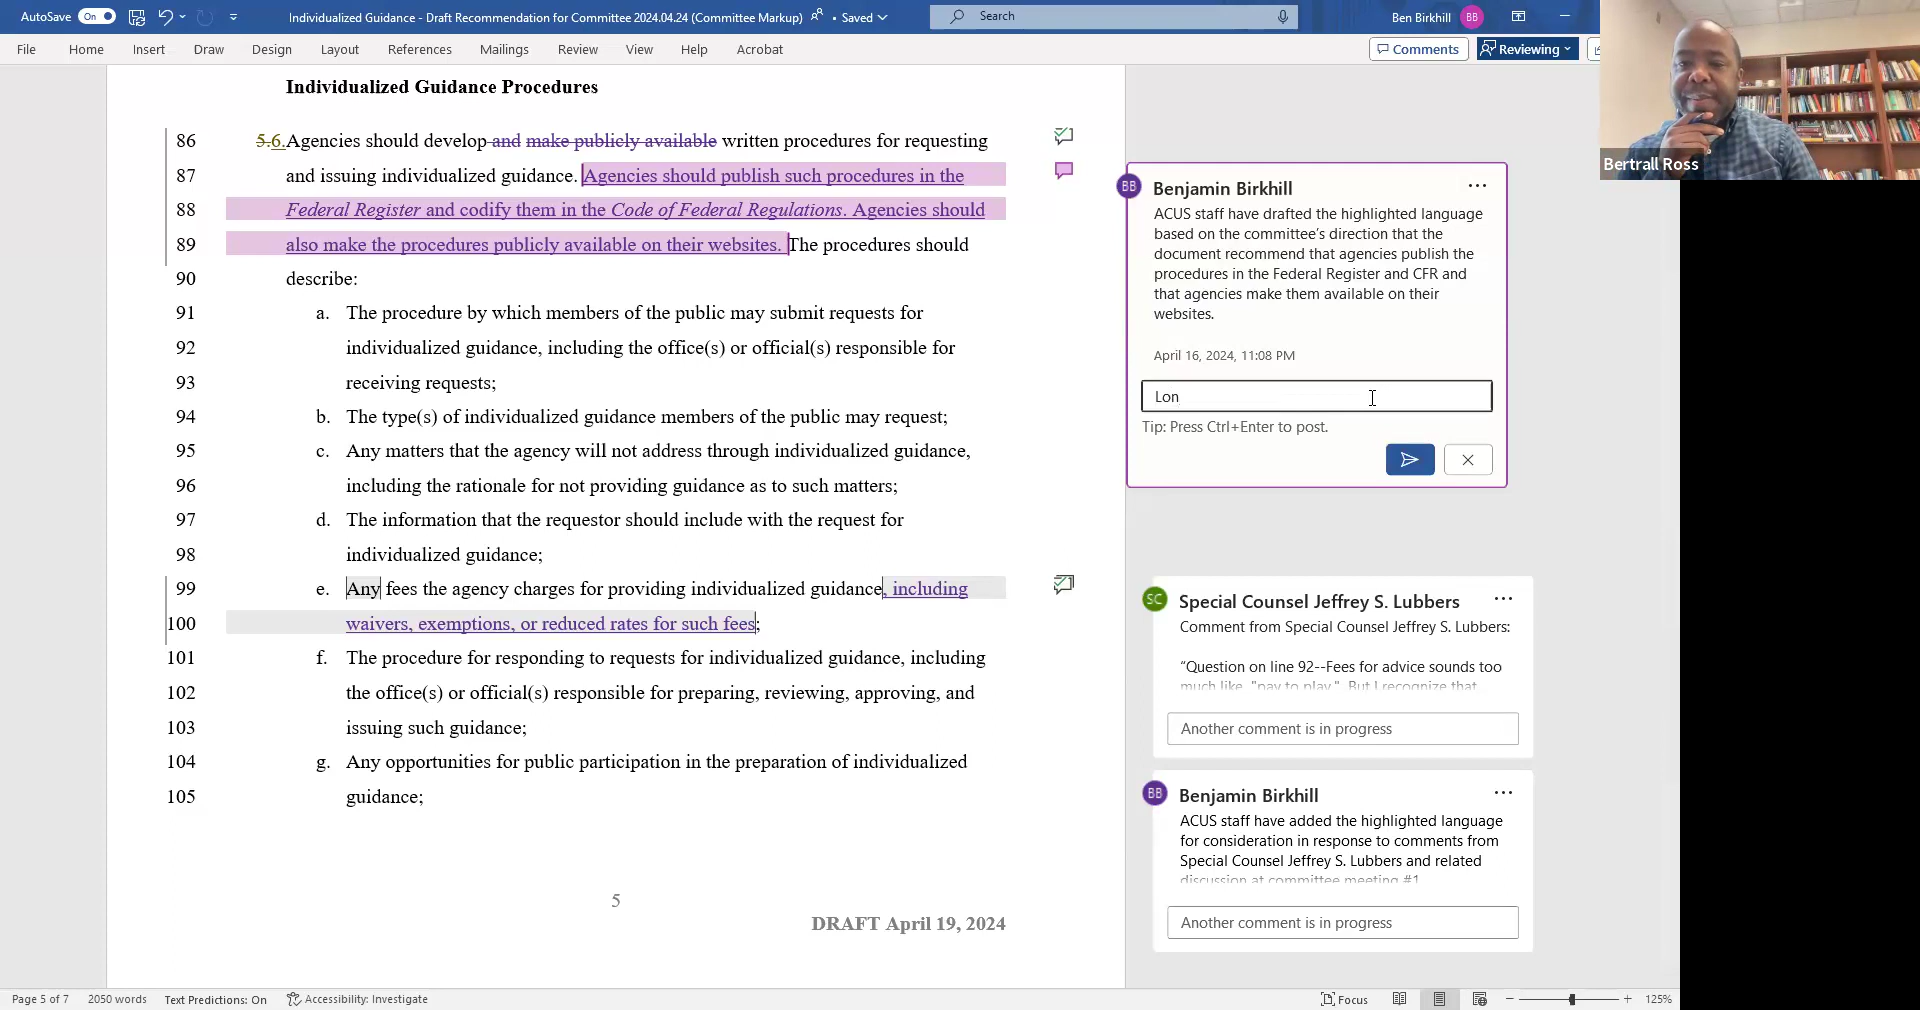 AutoSave On Individualized Guidance - Draft Recommendation for Committee 2024.04.24 (Committee Markup) • Saved Search Ben Birkhill BB
File Home Insert Draw Design Layout References Mailings Review View Help Acrobat Comments Reviewing
Individualized Guidance Procedures
86 5.6. Agencies should develop and make publicly available written procedures for requesting
87 and issuing individualized guidance. Agencies should publish such procedures in the
88 Federal Register and codify them in the Code of Federal Regulations. Agencies should
89 also make the procedures publicly available on their websites. The procedures should
90 describe:
91 a. The procedure by which members of the public may submit requests for
92 individualized guidance, including the office(s) or official(s) responsible for
93 receiving requests;
94 b. The type(s) of individualized guidance members of the public may request;
95 c. Any matters that the agency will not address through individualized guidance,
96 including the rationale for not providing guidance as to such matters;
97 d. The information that the requestor should include with the request for
98 individualized guidance;
99 e. Any fees the agency charges for providing individualized guidance, including
100 waivers, exemptions, or reduced rates for such fees;
101 f. The procedure for responding to requests for individualized guidance, including
102 the office(s) or official(s) responsible for preparing, reviewing, approving, and
103 issuing such guidance;
104 g. Any opportunities for public participation in the preparation of individualized
105 guidance;
5
DRAFT April 19, 2024
BB Benjamin Birkhill
ACUS staff have drafted the highlighted language
based on the committee's direction that the
document recommend that agencies publish the
procedures in the Federal Register and CFR and
that agencies make them available on their
websites.
April 16, 2024, 11:08 PM
Lon
Tip: Press Ctrl+Enter to post.
SC Special Counsel Jeffrey S. Lubbers
Comment from Special Counsel Jeffrey S. Lubbers:
“Question on line 92--Fees for advice sounds too
much like, "pay to play". But I recognize that
Another comment is in progress
BB Benjamin Birkhill
ACUS staff have added the highlighted language
for consideration in response to comments from
Special Counsel Jeffrey S. Lubbers and related
discussion at committee meeting #1
Another comment is in progress
Bertrall Ross
Page 5 of 7 2050 words Text Predictions: On Accessibility: Investigate Focus 125%